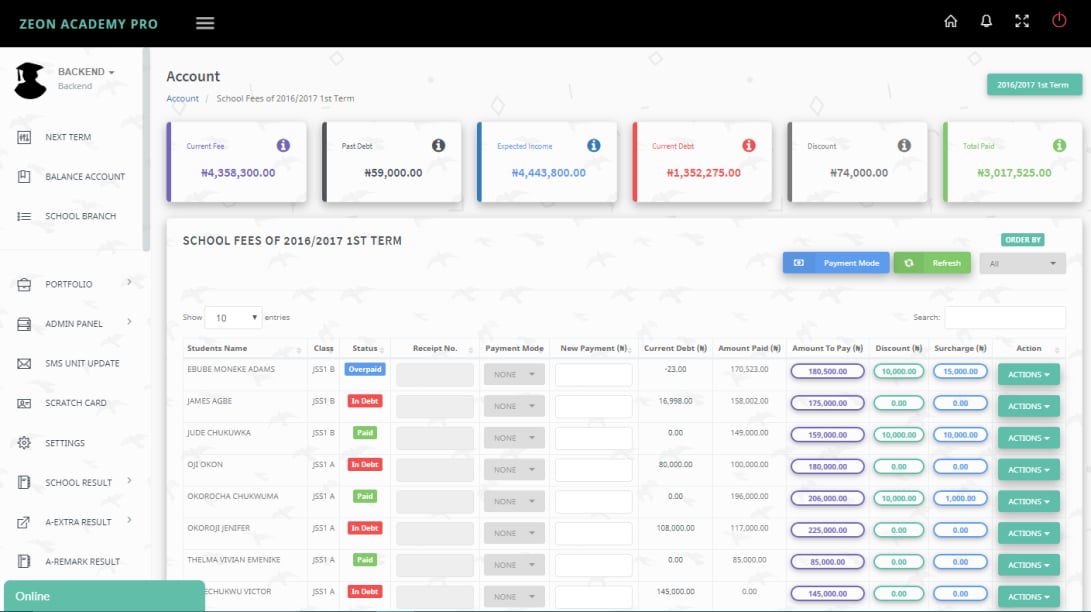 ZEON ACADEMY PRO
BACKEND
Backend
NEXT TERM
BALANCE ACCOUNT
SCHOOL BRANCH
PORTFOLIO
ADMIN PANEL
SMS UNIT UPDATE
SCRATCH CARD
SETTINGS
SCHOOL RESULT
A-EXTRA RESULT
A-REMARK RESULT
Online
Account
Account / School Fees of 2016/2017 1st Term
2016/2017 1st Term
Current Fee
₦4,358,300.00
Past Debt
₦59,000.00
Expected Income
₦4,443,800.00
Current Debt
₦1,352,275.00
Discount
₦74,000.00
Total Paid
₦3,017,525.00
SCHOOL FEES OF 2016/2017 1ST TERM
ORDER BY
Payment Mode Refresh All
Show 10 entries Search:
Students Name Class Status Receipt No. Payment Mode New Payment (₦) Current Debt (₦) Amount Paid (₦) Amount To Pay (₦) Discount (₦) Surcharge (₦) Action
EBUBE MONEKE ADAMS JSS1 B Overpaid NONE -23.00 170,523.00 180,500.00 10,000.00 15,000.00 ACTIONS
JAMES AGBE JSS1 B In Debt NONE 16,998.00 158,002.00 175,000.00 0.00 0.00 ACTIONS
JUDE CHUKUWKA JSS1 B Paid NONE 0.00 149,000.00 159,000.00 10,000.00 10,000.00 ACTIONS
OJI OKON JSS1 A In Debt NONE 80,000.00 100,000.00 180,000.00 0.00 0.00 ACTIONS
OKOROCHA CHUKWUMA JSS1 A Paid NONE 0.00 196,000.00 206,000.00 10,000.00 1,000.00 ACTIONS
OKOROJI JENIFER JSS1 A In Debt NONE 108,000.00 117,000.00 225,000.00 0.00 0.00 ACTIONS
THELMA VIVIAN EMENIKE JSS1 A Paid NONE 0.00 85,000.00 85,000.00 0.00 0.00 ACTIONS
ECHUKWU VICTOR JSS1 A In Debt NONE 145,000.00 0.00 145,000.00 0.00 0.00 ACTIONS